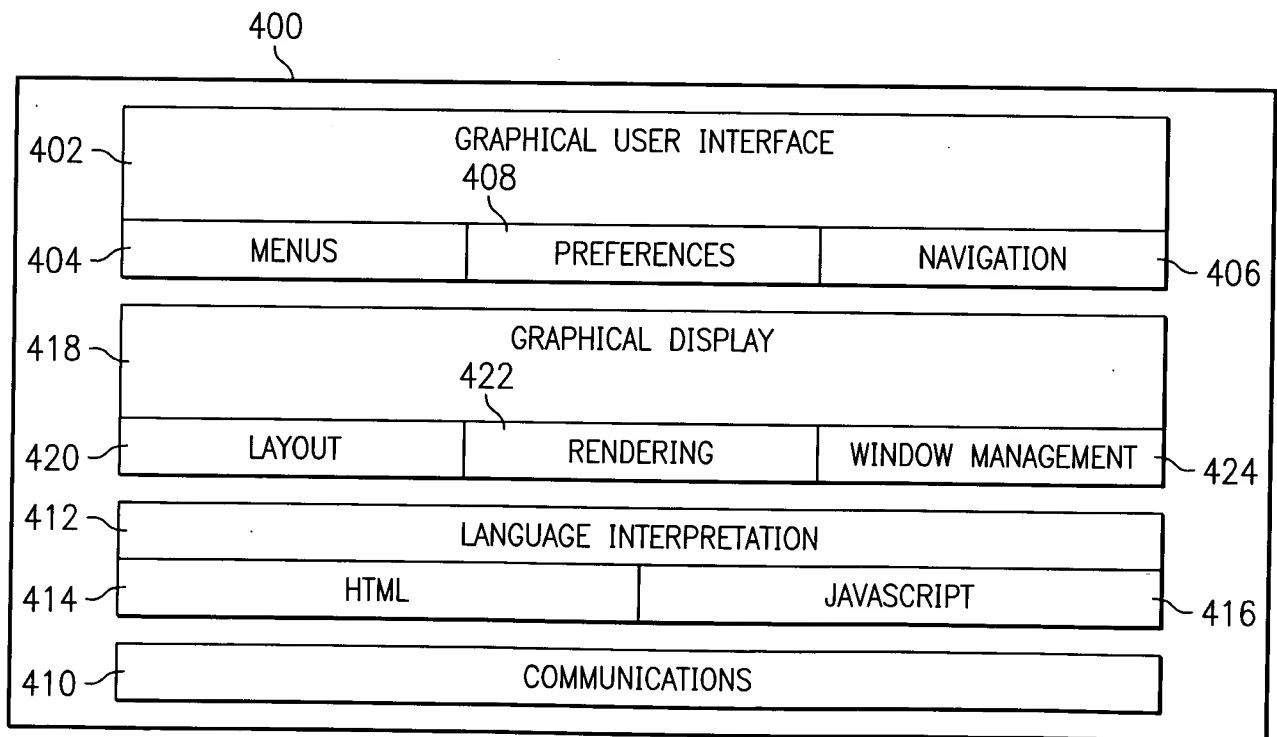 400
402
GRAPHICAL USER INTERFACE
408
404
MENUS
PREFERENCES
NAVIGATION
406
418
GRAPHICAL DISPLAY
422
420
LAYOUT
RENDERING
WINDOW MANAGEMENT
424
412
LANGUAGE INTERPRETATION
414
HTML
JAVASCRIPT
416
410
COMMUNICATIONS